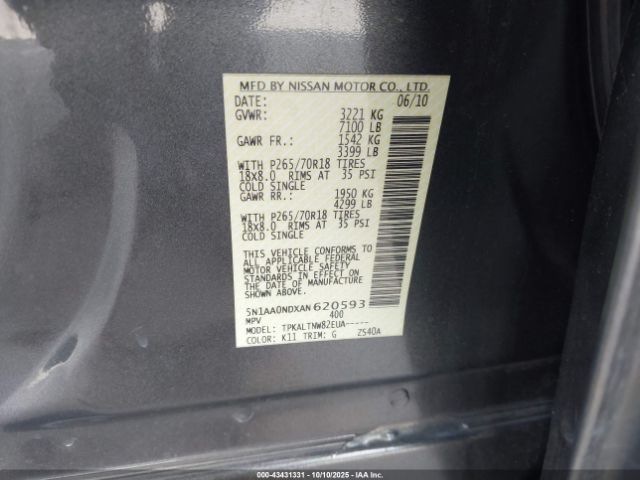 MFD BY NISSAN MOTOR CO., LTD.
DATE: 06/10
GVWR: 3221 KG
7100 LB
GAWR FR.: 1542 KG
3399 LB
WITH P265/70R18 TIRES
18x8.0 RIMS AT 35 PSI
COLD SINGLE
GAWR RR.: 1950 KG
4299 LB
WITH P265/70R18 TIRES
18x8.0 RIMS AT 35 PSI
COLD SINGLE
THIS VEHICLE CONFORMS TO
ALL APPLICABLE FEDERAL
MOTOR VEHICLE SAFETY
STANDARDS IN EFFECT ON
THE DATE OF MANUFACTURE
SHOWN ABOVE.
5N1AA0NDXAN620593
MPV 400
MODEL: TPKALTNW82EUA-----
COLOR: K11 TRIM: G ZS40A
© 43431331 - 10/10/2025 - IAA Inc.